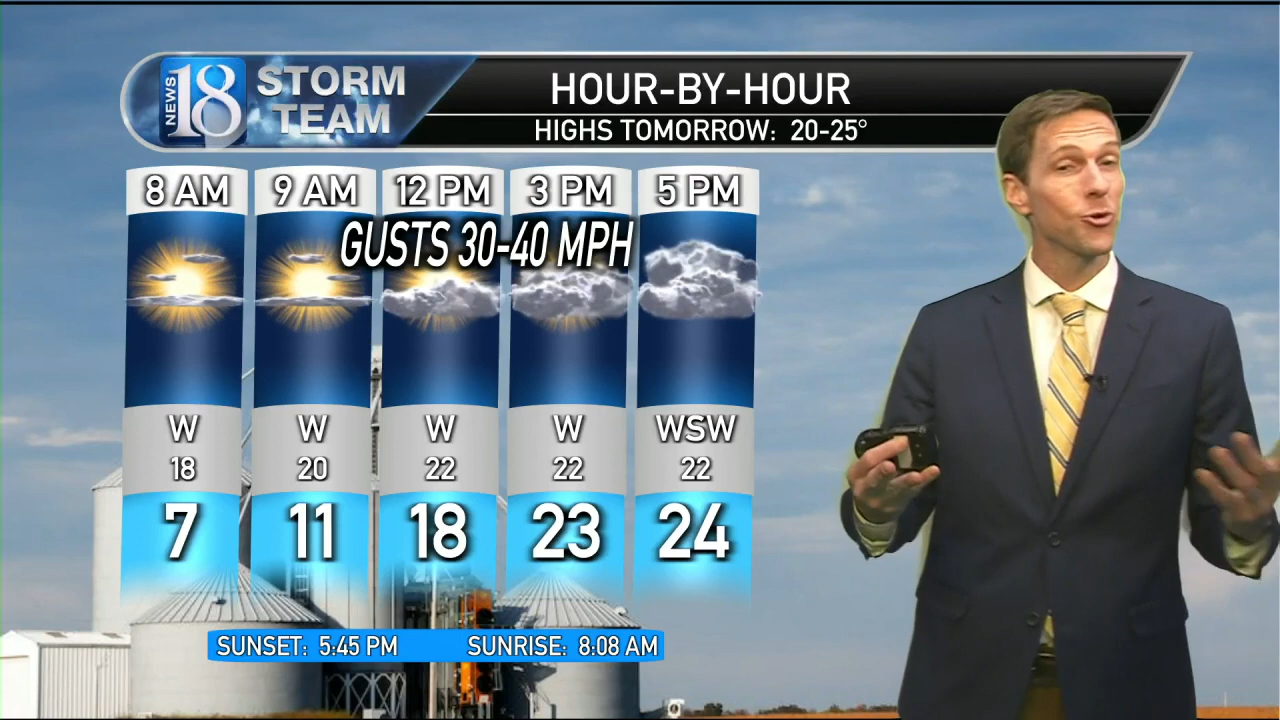 NEWS 18 STORM TEAM
HOUR-BY-HOUR
HIGHS TOMORROW: 20-25°
8 AM 9 AM 12 PM 3 PM 5 PM
GUSTS 30-40 MPH
W W W W WSW
18 20 22 22 22
7 11 18 23 24
SUNSET: 5:45 PM SUNRISE: 8:08 AM